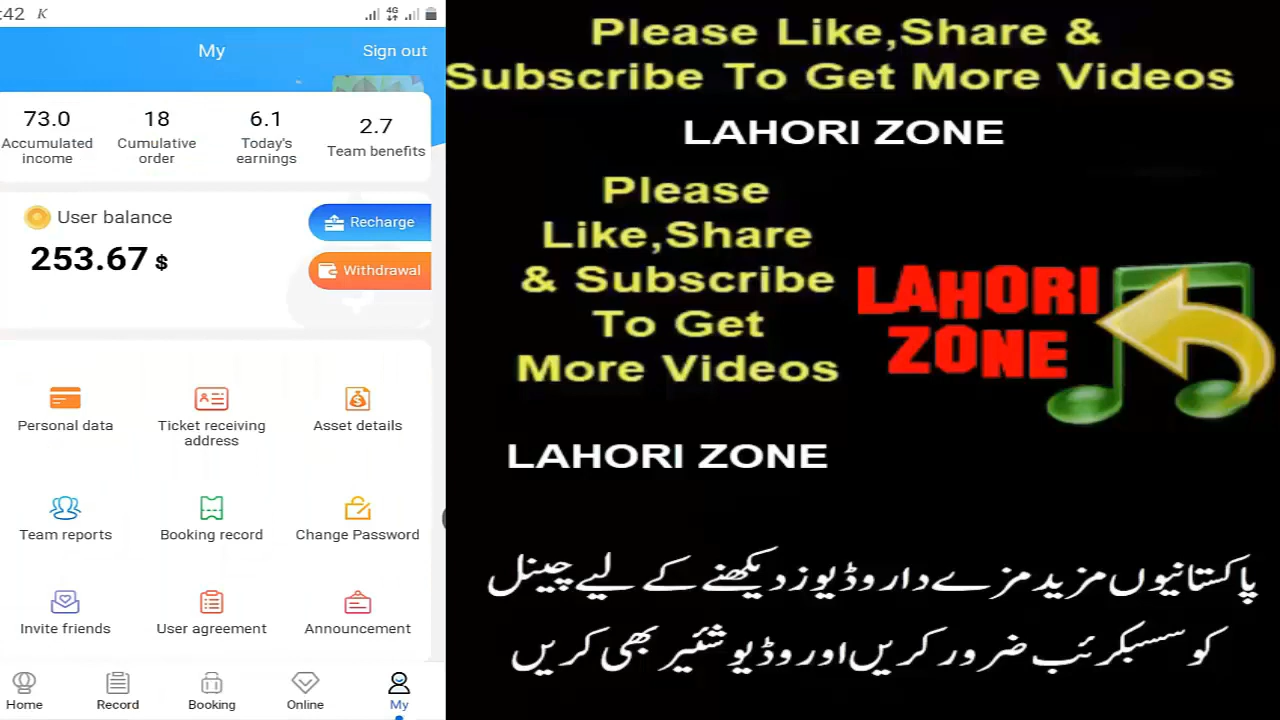 :42 K 4G
My
Sign out
73.0
Accumulated
income
18
Cumulative
order
6.1
Today's
earnings
2.7
Team benefits
User balance
253.67 $
Recharge
Withdrawal
Personal data
Ticket receiving
address
Asset details
Team reports
Booking record
Change Password
Invite friends
User agreement
Announcement
Home
Record
Booking
Online
My
Please Like,Share &
Subscribe To Get More Videos
LAHORI ZONE
Please
Like,Share
& Subscribe
To Get
More Videos
LAHORI
ZONE
LAHORI ZONE
پاکستانیوں مزید مزے دار وڈیوز دیکھنے کے لیے چینل
کو سسبکرئب ضرور کریں اور وڈیو شئیر بھی کریں